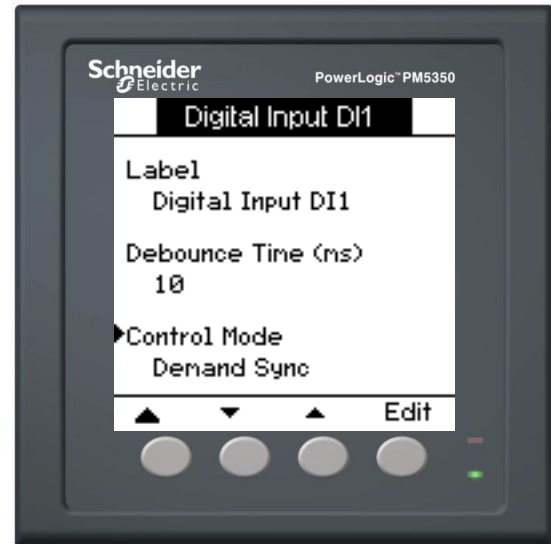 Schneider
Electric
PowerLogic™ PM5350
Digital Input DI1
Label
Digital Input DI1
Debounce Time (ms)
10
Control Mode
Demand Sync
Edit